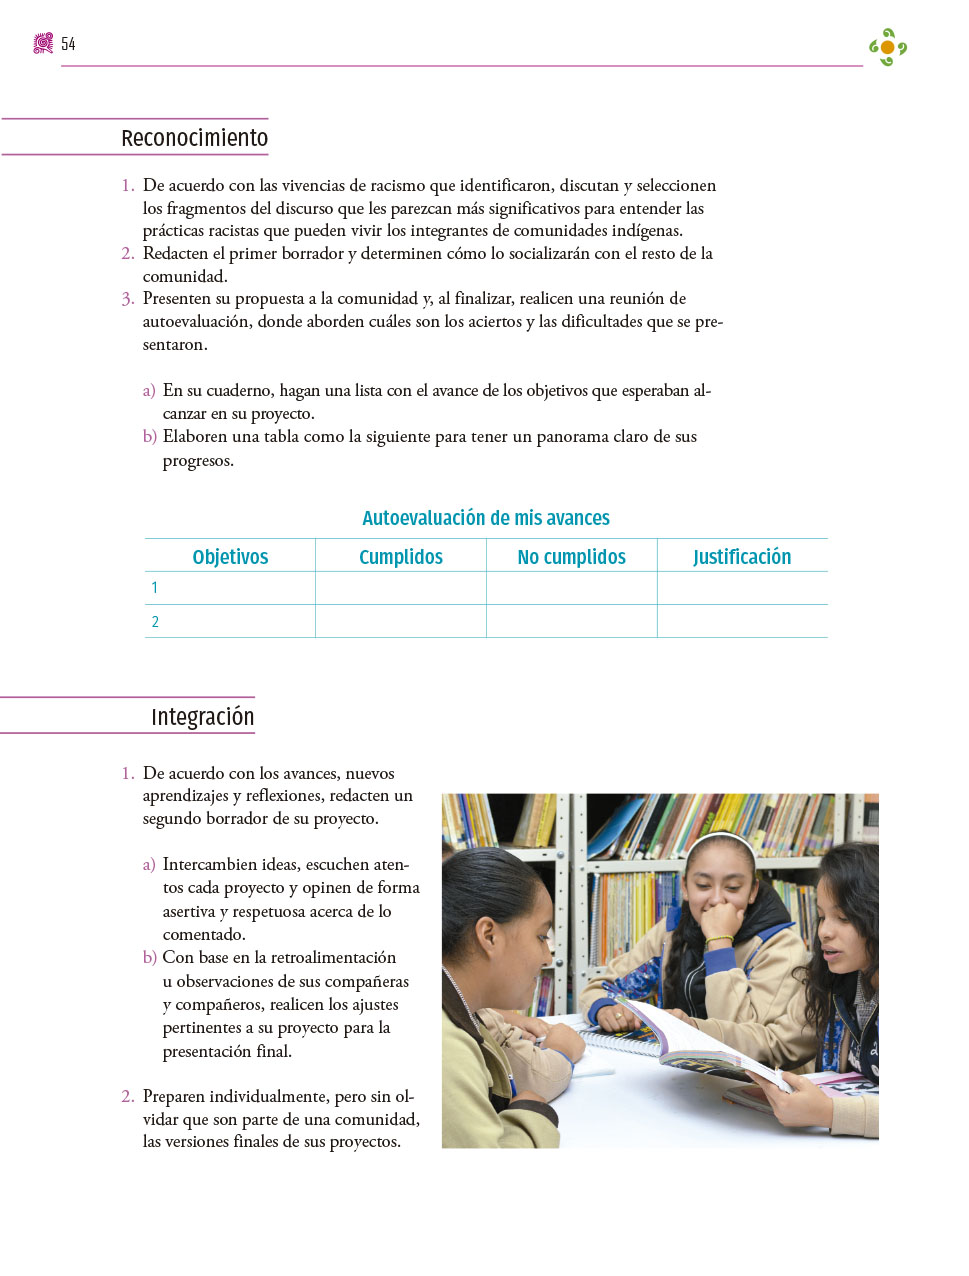 54
Reconocimiento
1. De acuerdo con las vivencias de racismo que identificaron, discutan y seleccionen
los fragmentos del discurso que les parezcan más significativos para entender las
prácticas racistas que pueden vivir los integrantes de comunidades indígenas.
2. Redacten el primer borrador y determinen cómo lo socializarán con el resto de la
comunidad.
3. Presenten su propuesta a la comunidad y, al finalizar, realicen una reunión de
autoevaluación, donde aborden cuáles son los aciertos y las dificultades que se pre-
sentaron.
a) En su cuaderno, hagan una lista con el avance de los objetivos que esperaban al-
canzar en su proyecto.
b) Elaboren una tabla como la siguiente para tener un panorama claro de sus
progresos.
Autoevaluación de mis avances
Objetivos Cumplidos No cumplidos Justificación
1
2
Integración
1. De acuerdo con los avances, nuevos
aprendizajes y reflexiones, redacten un
segundo borrador de su proyecto.
a) Intercambien ideas, escuchen aten-
tos cada proyecto y opinen de forma
asertiva y respetuosa acerca de lo
comentado.
b) Con base en la retroalimentación
u observaciones de sus compañeras
y compañeros, realicen los ajustes
pertinentes a su proyecto para la
presentación final.
2. Preparen individualmente, pero sin ol-
vidar que son parte de una comunidad,
las versiones finales de sus proyectos.